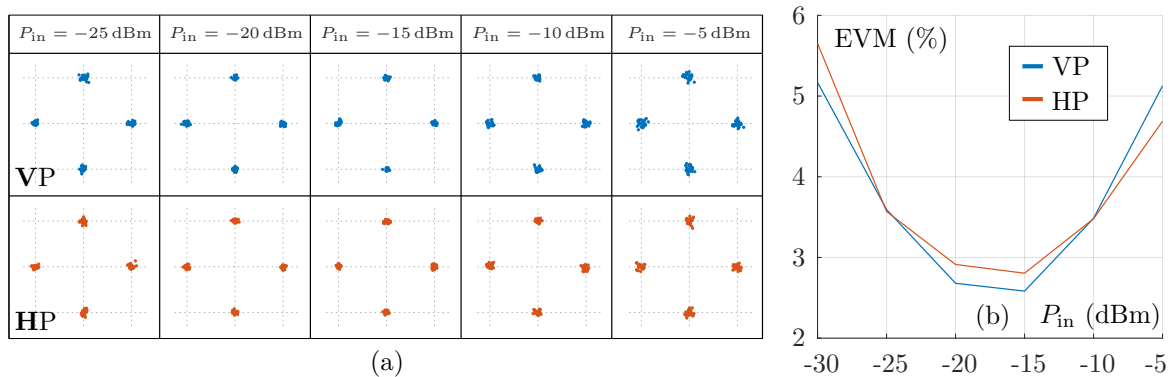 P_in = −25 dBm P_in = −20 dBm P_in = −15 dBm P_in = −10 dBm P_in = −5 dBm
VP
HP
(a)
EVM (%)
VP
HP
6
5
4
3
2
(b) P_in (dBm)
-30 -25 -20 -15 -10 -5